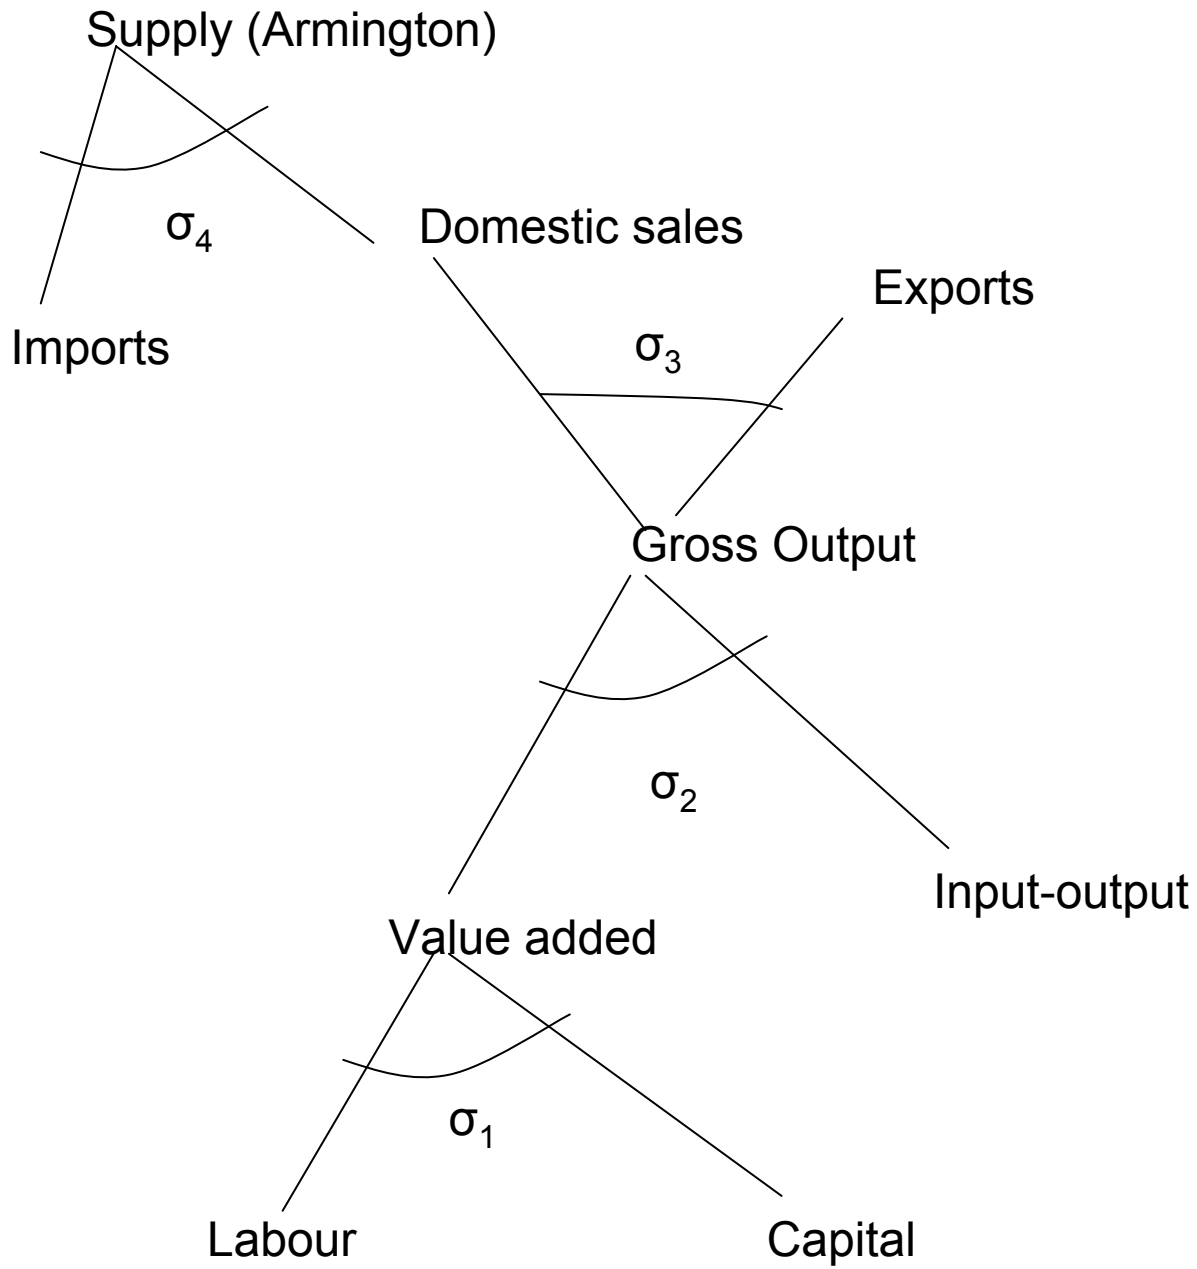 Supply (Armington)
σ4
Domestic sales
Exports
Imports
σ3
Gross Output
σ2
Input-output
Value added
σ1
Labour
Capital